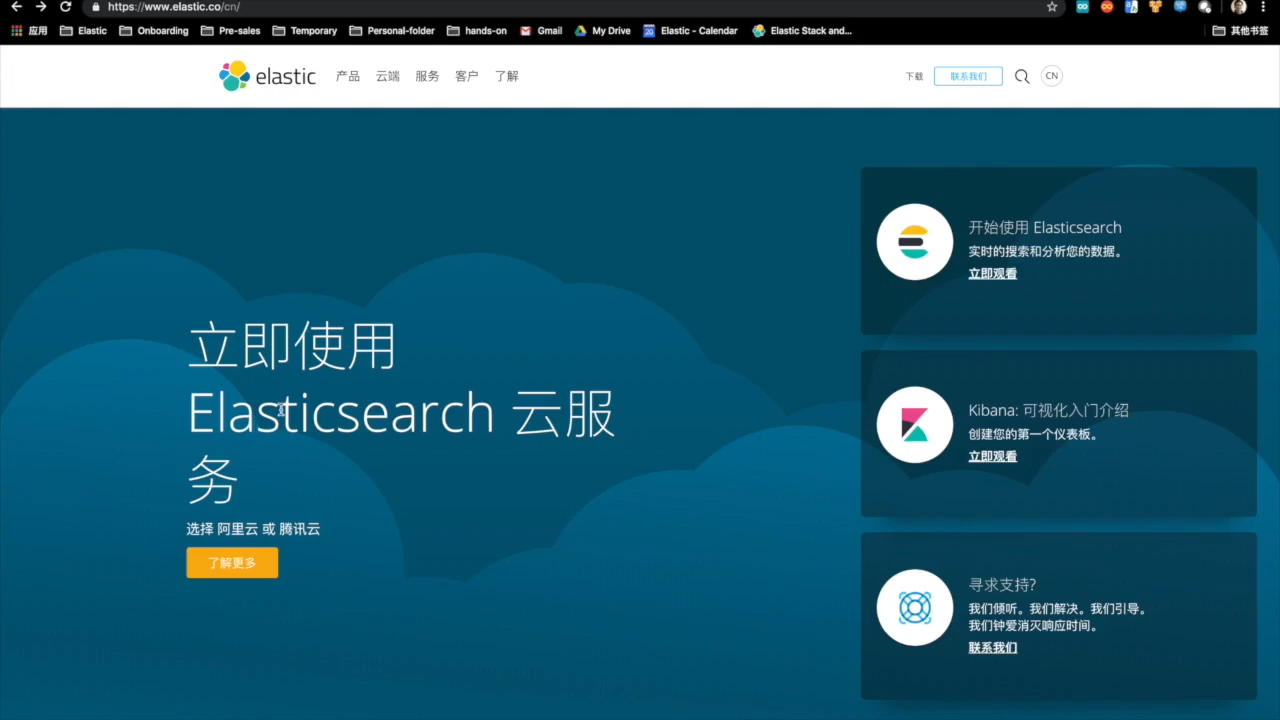 https://www.elastic.co/cn/
应用
Elastic
Onboarding
Pre-sales
Temporary
Personal-folder
hands-on
Gmail
My Drive
20
Elastic - Calendar
Elastic Stack and...
其他书签
elastic
产品
云端
服务
客户
了解
下载
联系我们
CN
立即使用
Elasticsearch 云服
务
选择 阿里云 或 腾讯云
了解更多
开始使用 Elasticsearch
实时的搜索和分析您的数据。
立即观看
Kibana: 可视化入门介绍
创建您的第一个仪表板。
立即观看
寻求支持?
我们倾听。我们解决。我们引导。
我们钟爱消灭响应时间。
联系我们